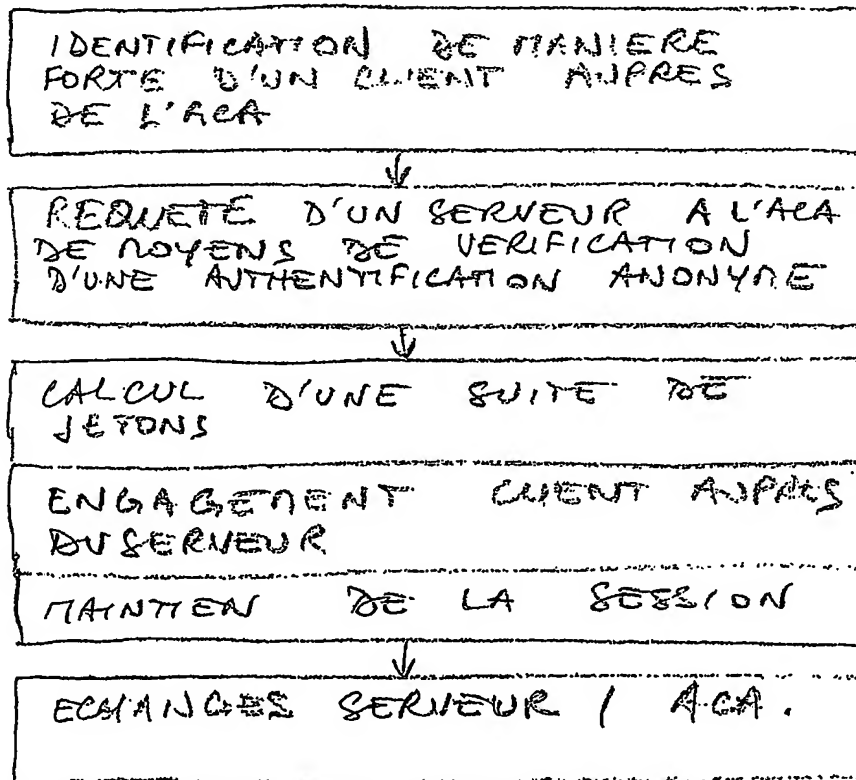 IDENTIFICATION DE MANIERE
FORTE D'UN CLIENT AUPRES
DE L'ACA
REQUETE D'UN SERVEUR A L'ACA
DE MOYENS DE VERIFICATION
D'UNE AUTHENTIFICATION ANONYME
CALCUL D'UNE SUITE DE
JETONS
ENGAGEMENT CLIENT AUPRES
DU SERVEUR
MAINTIEN DE LA SESSION
ECHANGES SERVEUR / ACA.